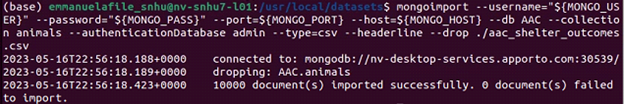 (base) emmanuelafile_snhu@nv-snhu7-l01:/usr/local/datasets$ mongoimport --username="${MONGO_US
ER}" --password="${MONGO_PASS}" --port=${MONGO_PORT} --host=${MONGO_HOST} --db AAC --collectio
n animals --authenticationDatabase admin --type=csv --headerline --drop ./aac_shelter_outcomes
.csv
2023-05-16T22:56:18.188+0000    connected to: mongodb://nv-desktop-services.apporto.com:30539/
2023-05-16T22:56:18.189+0000    dropping: AAC.animals
2023-05-16T22:56:18.423+0000    10000 document(s) imported successfully. 0 document(s) failed
to import.